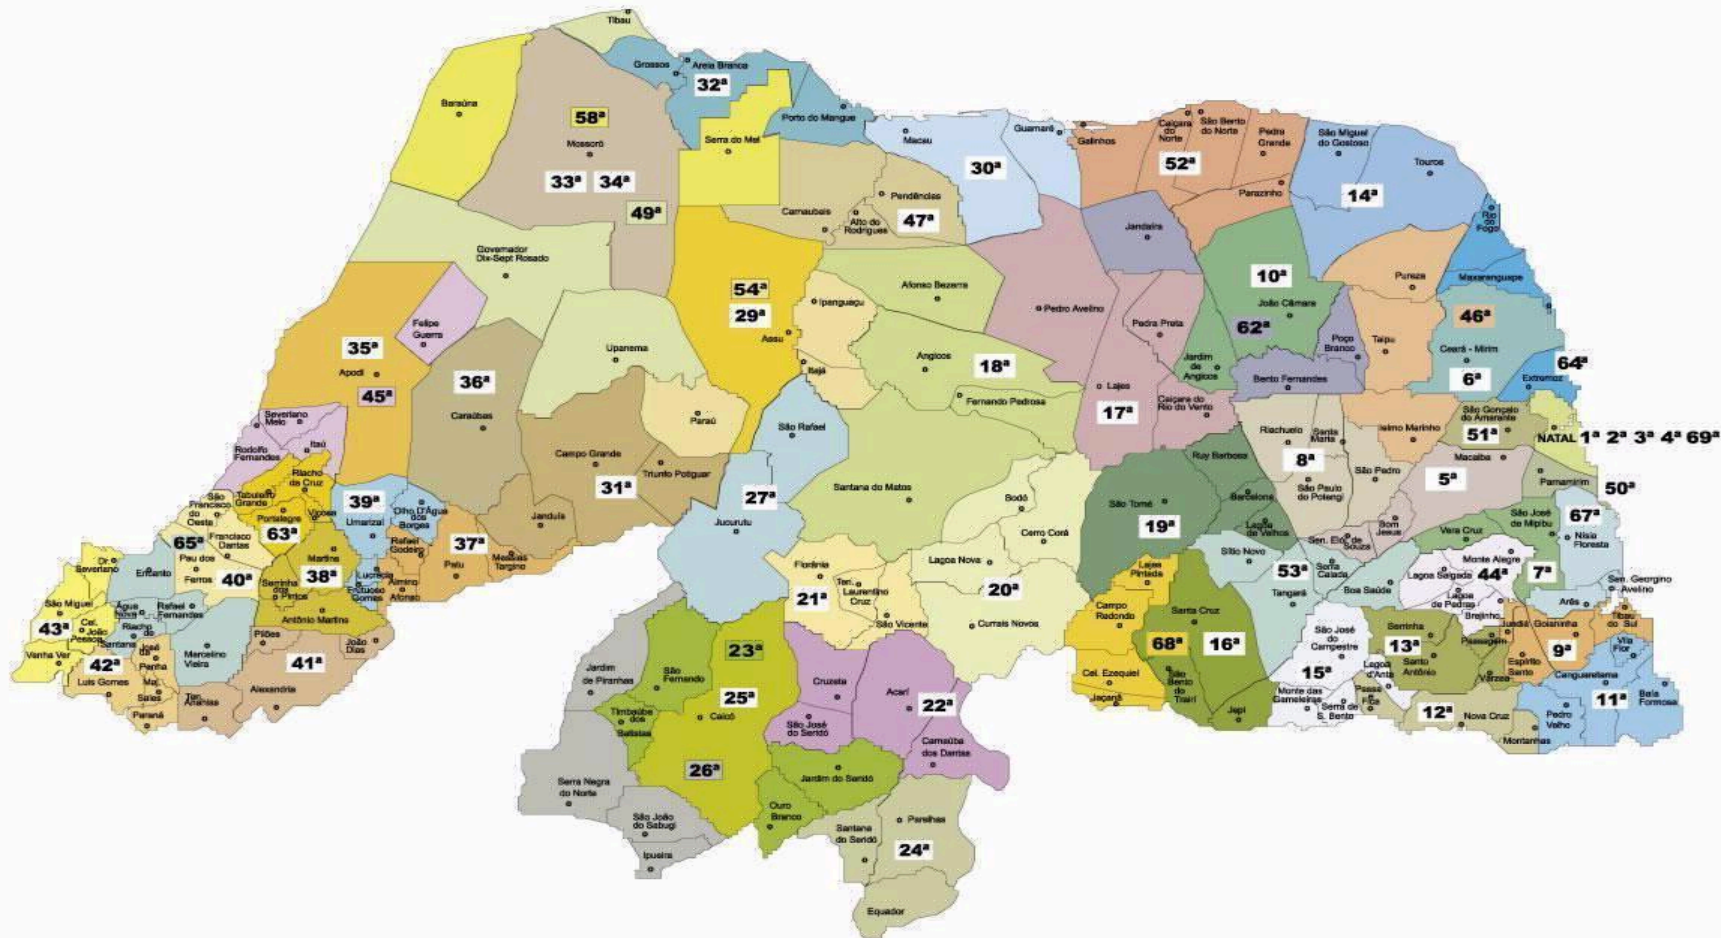 Tibau
Grossos
Areia Branca
32ª
Baraúna
58ª
Mossoró
33ª 34ª
49ª
Serra do Mel
Porto do Mangue
Macau
Guamaré
30ª
Galinhos
Caiçara
do
Norte
São Bento
do Norte
Pedra
Grande
52ª
Parazinho
São Miguel
do Gostoso
Touros
14ª
Rio
do
Fogo
Pendências
Carnaubais
Alto do
Rodrigues
47ª
Jandaíra
Governador
Dix-Sept Rosado
54ª
29ª
Assu
Ipanguaçu
Afonso Bezerra
Pedro Avelino
10ª
João Câmara
62ª
Pureza
Maxaranguape
46ª
Ceará - Mirim
6ª
64ª
Extremoz
Felipe
Guerra
35ª
Apodi
45ª
36ª
Caraúbas
Upanema
Paraú
Itajá
Angicos
18ª
Fernando Pedrosa
Pedra Preta
Jardim
de
Angicos
Poço
Branco
Taipu
Bento Fernandes
Lajes
17ª
Caiçara do
Rio do Vento
Severiano
Melo
Itaú
Rodolfo
Fernandes
São Rafael
Campo Grande
Triunfo Potiguar
31ª
27ª
Jucurutu
Santana do Matos
Bodó
Cerro Corá
Ruy Barbosa
Riachuelo
Santa
Maria
8ª
São Paulo
do Potengi
São Pedro
Ielmo Marinho
São Gonçalo
do Amarante
51ª
Macaíba
5ª
NATAL
1ª 2ª 3ª 4ª 69ª
Parnamirim
50ª
Riacho
da Cruz
Tabuleiro
Grande
Portalegre
Viçosa
63ª
São
Francisco
do
Oeste
Francisco
Dantas
65ª
Pau dos
Ferros
40ª
39ª
Umarizal
Olho D'Água
dos
Borges
Rafael
Godeiro
37ª
Patu
Messias
Targino
Janduís
Martins
38ª
Serrinha
dos
Pintos
Lucrécia
Frutuoso
Gomes
Almino
Afonso
Antônio Martins
Dr.
Severiano
Encanto
São Miguel
43ª
Cel.
João
Pessoa
Venha Ver
Água
Nova
Rafael
Fernandes
Riacho
de
Santana
42ª
José
da
Penha
Luis Gomes
Maj.
Sales
Paraná
Marcelino
Vieira
Pilões
João
Dias
41ª
Ten.
Ananias
Alexandria
São Tomé
Barcelona
Lagoa
de Velhos
19ª
Sen. Eloi de
Souza
Bom
Jesus
Vera Cruz
São José
de Mipibu
67ª
Nísia
Floresta
Sítio Novo
Serra
Caiada
53ª
Tangará
Boa Saúde
Monte Alegre
Lagoa Salgada
44ª
Lagoa
de Pedras
7ª
Sen. Georgino
Avelino
Arês
Brejinho
Tibau
do Sul
Florânia
Ten.
Laurentino
Cruz
21ª
São Vicente
Lagoa Nova
20ª
Currais Novos
Lajes
Pintada
Campo
Redondo
Santa Cruz
68ª
16ª
Cel. Ezequiel
Jaçanã
São
Bento
do
Trairi
Japi
São José
do
Campestre
15ª
Monte das
Gameleiras
Serra de
S. Bento
Lagoa
d'Anta
Passa
e
Fica
Serrinha
13ª
Santo
Antônio
Passagem
Várzea
Jundiá
Goianinha
Espírito
Santo
9ª
Vila
Flor
Canguaretama
11ª
Baía
Formosa
Pedro
Velho
12ª
Nova Cruz
Montanhas
Jardim
de Piranhas
São
Fernando
Timbaúba
dos
Batistas
23ª
25ª
Caicó
26ª
Cruzeta
Acari
22ª
São José
do Seridó
Carnaúba
dos Dantas
Jardim do Seridó
Serra Negra
do Norte
São João
do Sabugi
Ipueira
Ouro
Branco
Santana
do Seridó
Parelhas
24ª
Equador